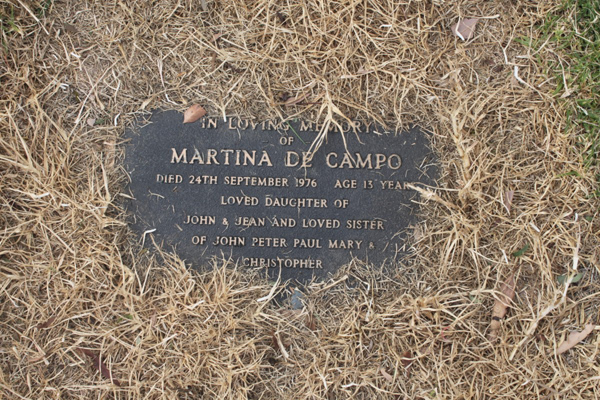 IN LOVING MEMORY
OF
MARTINA DE CAMPO
DIED 24TH SEPTEMBER 1976 AGE 13 YEAR
LOVED DAUGHTER OF
JOHN & JEAN AND LOVED SISTER
OF JOHN PETER PAUL MARY &
CHRISTOPHER